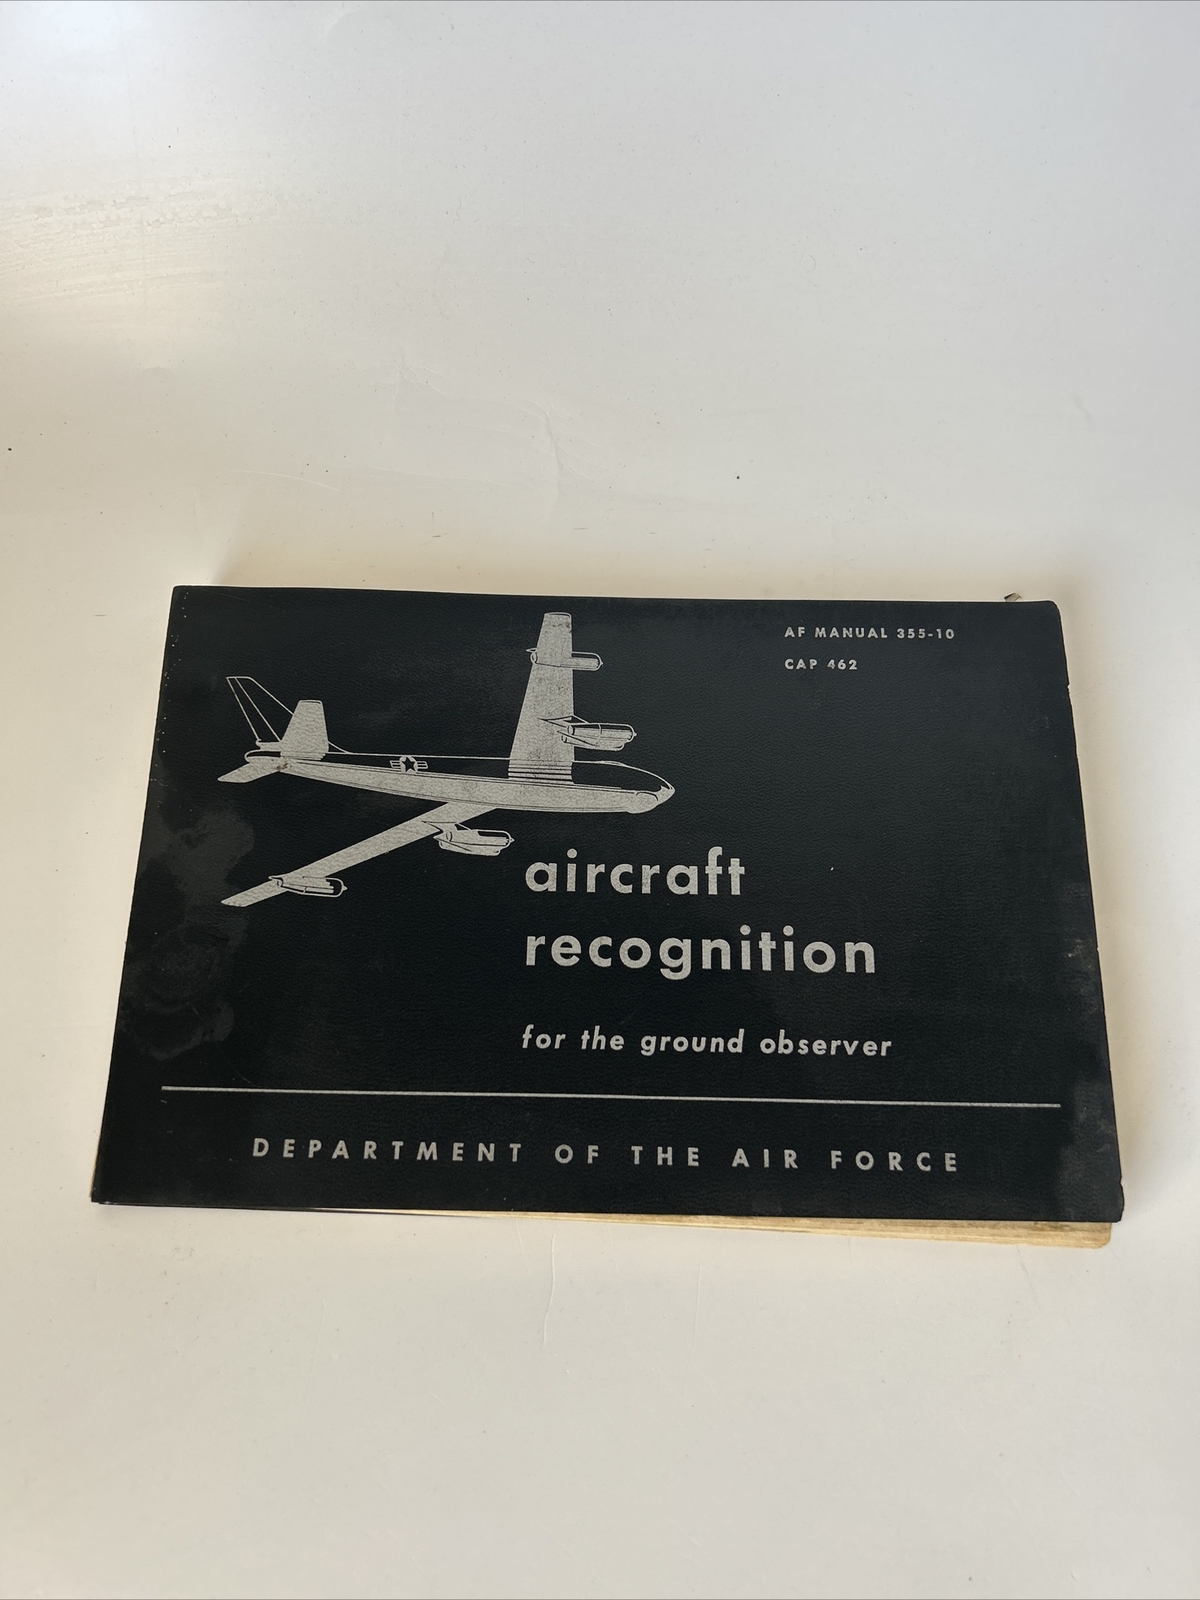 AF MANUAL 355-10
CAP 462
aircraft
recognition
for the ground observer
DEPARTMENT OF THE AIR FORCE